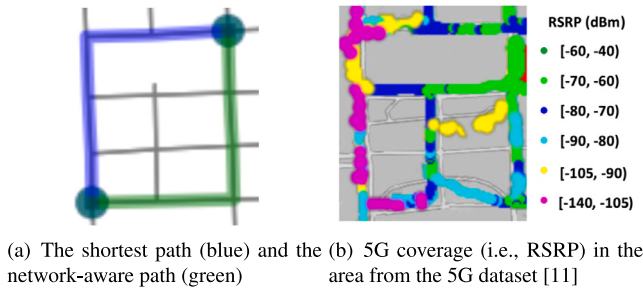 RSRP (dBm)
[-60, -40)
[-70, -60)
[-80, -70)
[-90, -80)
[-105, -90)
[-140, -105)
(a) The shortest path (blue) and the
network-aware path (green)
(b) 5G coverage (i.e., RSRP) in the
area from the 5G dataset [11]